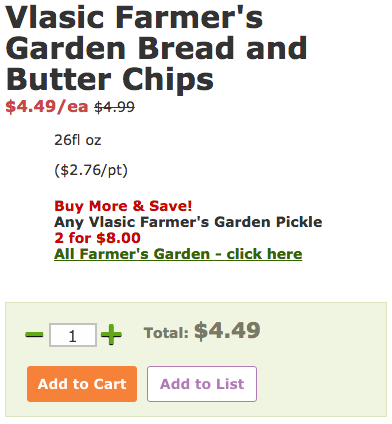 Vlasic Farmer's
Garden Bread and
Butter Chips
$4.49/ea $4.99
26fl oz
($2.76/pt)
Buy More & Save!
Any Vlasic Farmer's Garden Pickle
2 for $8.00
All Farmer's Garden - click here
1 Total: $4.49
Add to Cart Add to List